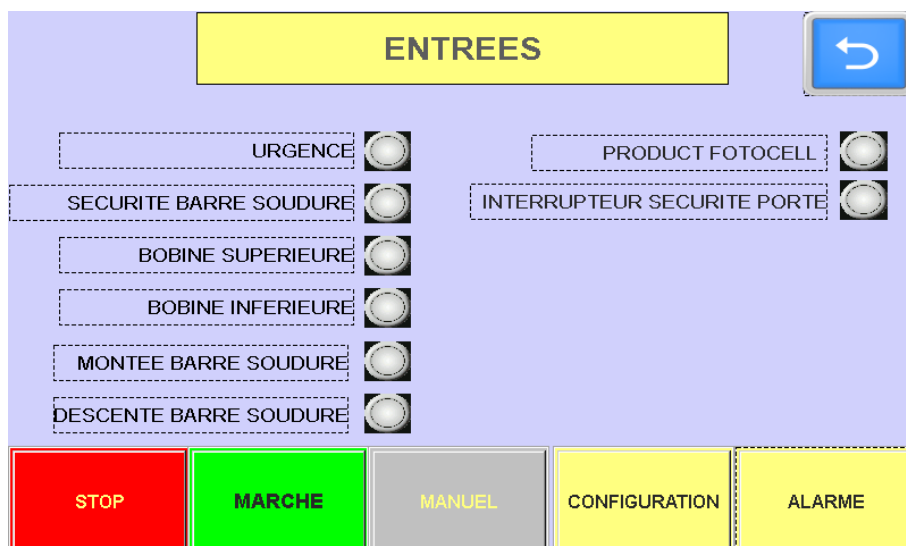 ENTREES
URGENCE
SECURITE BARRE SOUDURE
BOBINE SUPERIEURE
BOBINE INFERIEURE
MONTEE BARRE SOUDURE
DESCENTE BARRE SOUDURE
PRODUCT FOTOCELL :
INTERRUPTEUR SECURITE PORTE
STOP
MARCHE
MANUEL
CONFIGURATION
ALARME